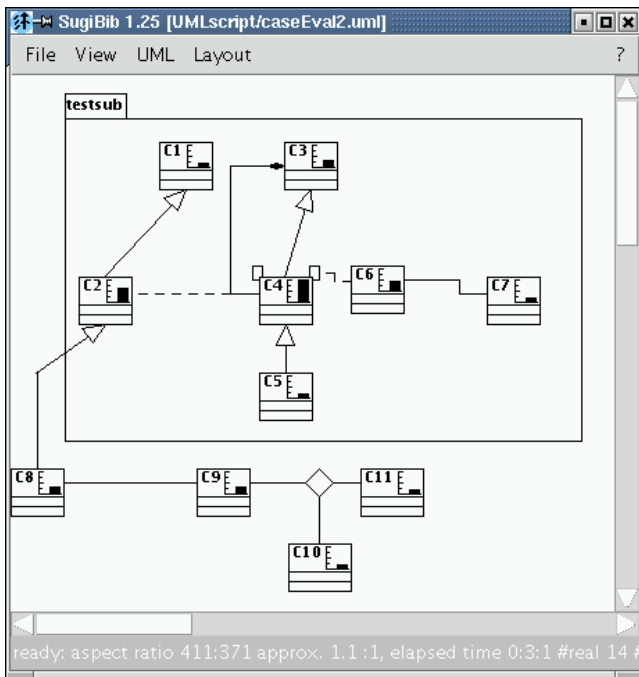 SugiBib 1.25 [UMLscript/caseEval2.uml]
File View UML Layout ?
testsub
C1 C3
C2 C4 C6 C7
C5
C8 C9 C11
C10
ready: aspect ratio 411:371 approx. 1.1 :1, elapsed time 0:3:1 #real 14 #